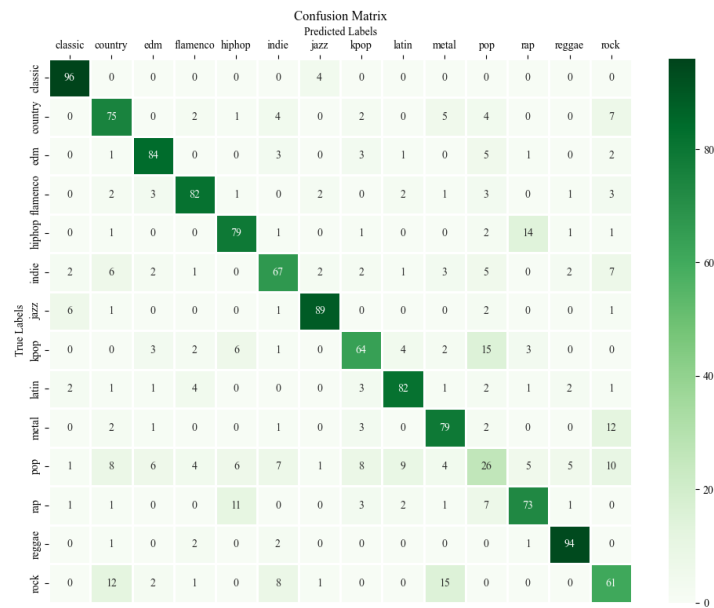 Confusion Matrix
Predicted Labels
classic country edm flamenco hiphop indie jazz kpop latin metal pop rap reggae rock
classic 96 0 0 0 0 0 4 0 0 0 0 0 0 0
country 0 75 0 2 1 4 0 2 0 5 4 0 0 7
edm 0 1 84 0 0 3 0 3 1 0 5 1 0 2
flamenco 0 2 3 82 1 0 2 0 2 1 3 0 1 3
hiphop 0 1 0 0 79 1 0 1 0 0 2 14 1 1
indie 2 6 2 1 0 67 2 2 1 3 5 0 2 7
jazz 6 1 0 0 0 1 89 0 0 0 2 0 0 1
kpop 0 0 3 2 6 1 0 64 4 2 15 3 0 0
latin 2 1 1 4 0 0 0 3 82 1 2 1 2 1
metal 0 2 1 0 0 1 0 3 0 79 2 0 0 12
pop 1 8 6 4 6 7 1 8 9 4 26 5 5 10
rap 1 1 0 0 11 0 0 3 2 1 7 73 1 0
reggae 0 1 0 2 0 2 0 0 0 0 0 1 94 0
rock 0 12 2 1 0 8 1 0 0 15 0 0 0 61
True Labels
80
60
40
20
0